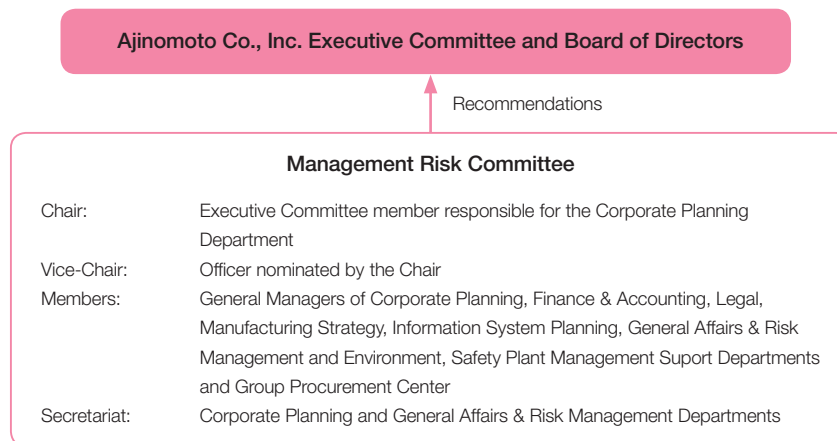 Ajinomoto Co., Inc. Executive Committee and Board of Directors
Recommendations
Management Risk Committee
Chair: Executive Committee member responsible for the Corporate Planning
Department
Vice-Chair: Officer nominated by the Chair
Members: General Managers of Corporate Planning, Finance & Accounting, Legal,
Manufacturing Strategy, Information System Planning, General Affairs & Risk
Management and Environment, Safety Plant Management Suport Departments
and Group Procurement Center
Secretariat: Corporate Planning and General Affairs & Risk Management Departments